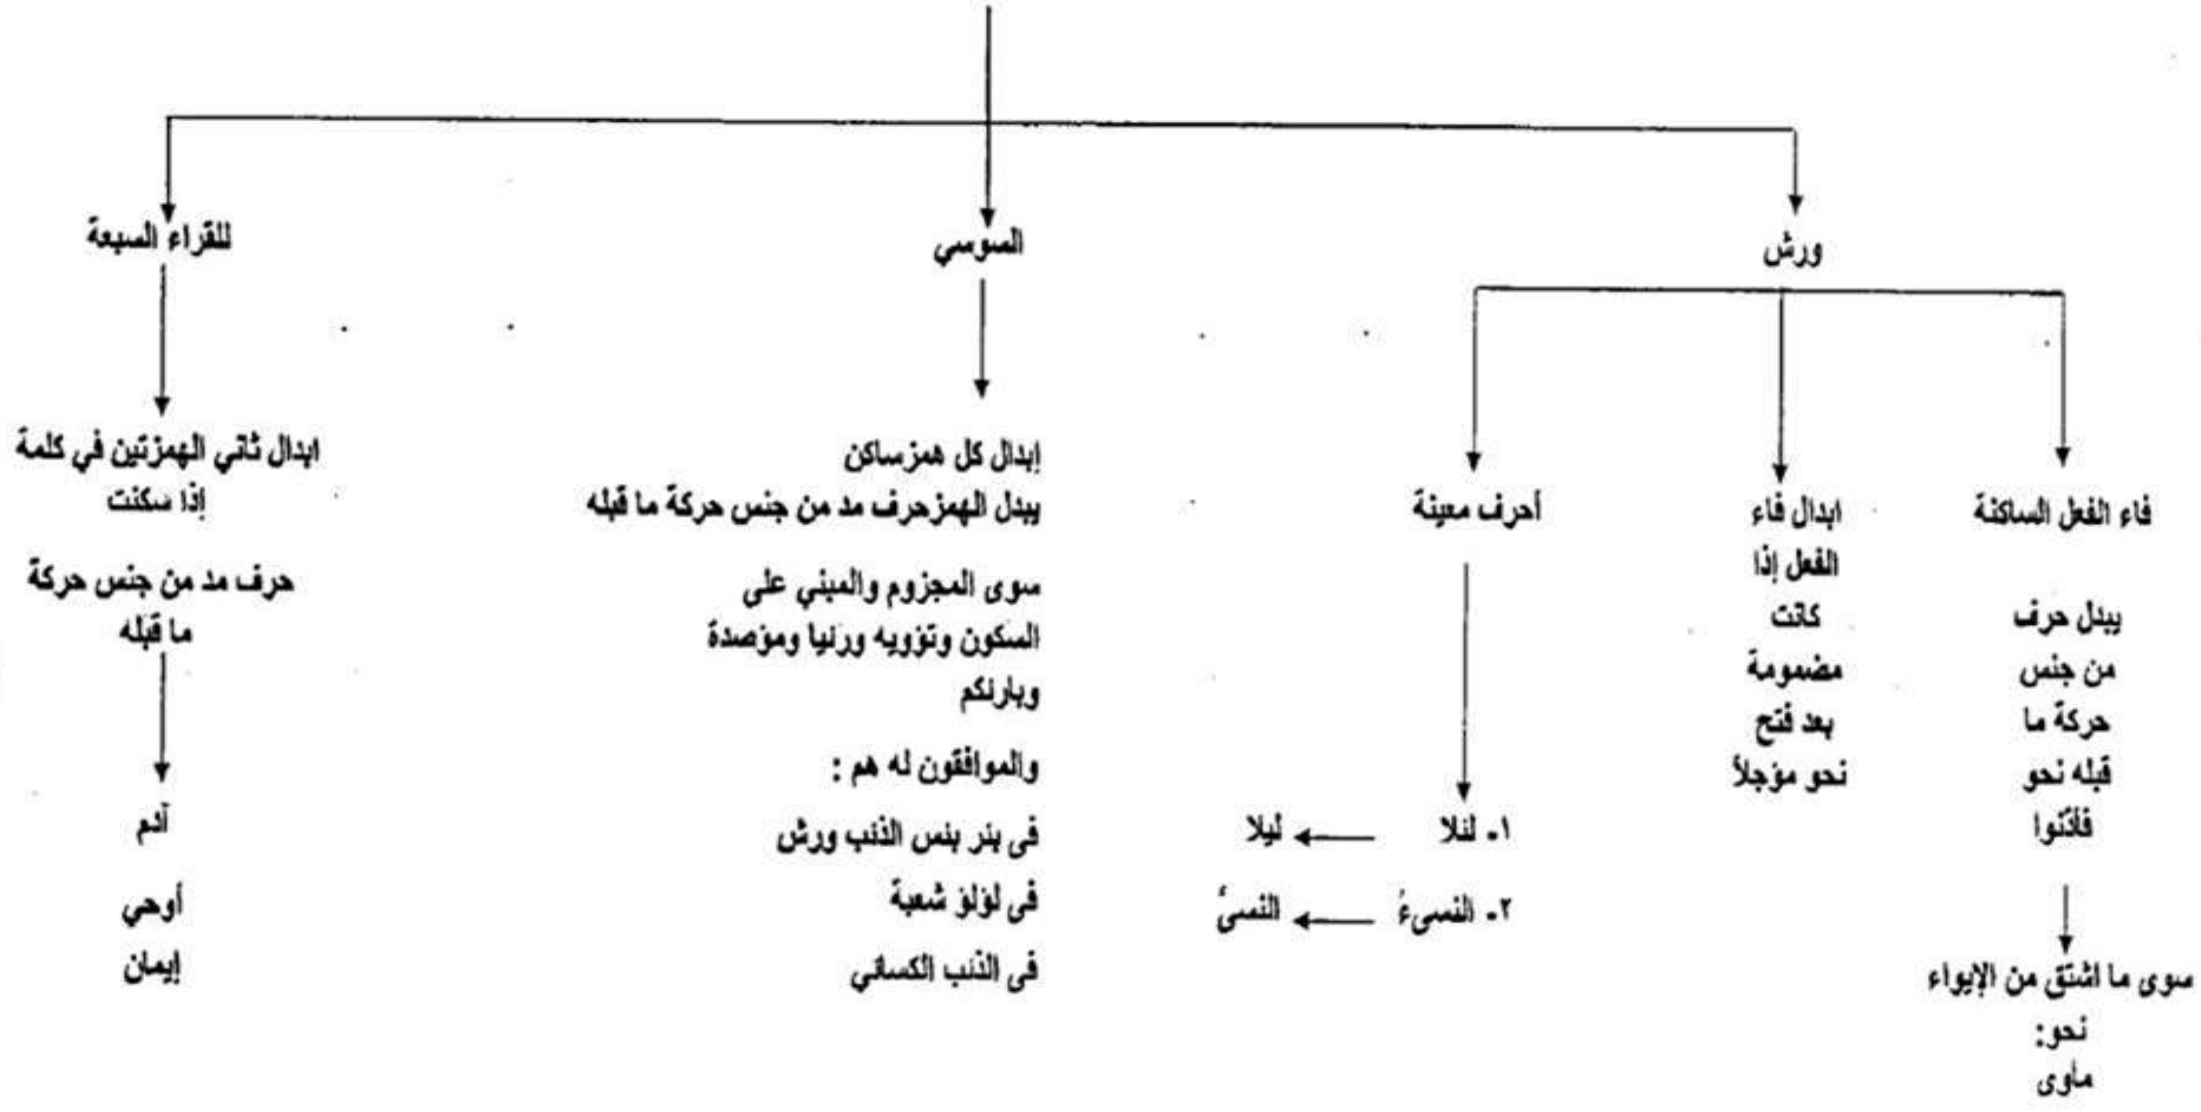 ورش
السوسي
للقراء السبعة
فاء الفعل الساكنة
يبدل حرف
من جنس
حركة ما
قبله نحو
فأذنوا
سوى ما اشتق من الإيواء
نحو:
مأوى
ابدال فاء
الفعل إذا
كانت
مضمومة
بعد فتح
نحو مؤجلاً
أحرف معينة
١. لئلا ليلا
٢. النسيءُ النسيُّ
إبدال كل همزساكن
يبدل الهمزحرف مد من جنس حركة ما قبله
سوى المجزوم والمبني على
السكون وتؤويه ورئيا ومؤصدة
وبارئكم
والموافقون له هم :
فى بئر بئس الذئب ورش
فى لؤلؤ شعبة
فى الذئب الكسائي
ابدال ثاني الهمزتين في كلمة
إذا سكنت
حرف مد من جنس حركة
ما قبله
آدم
أوحي
إيمان